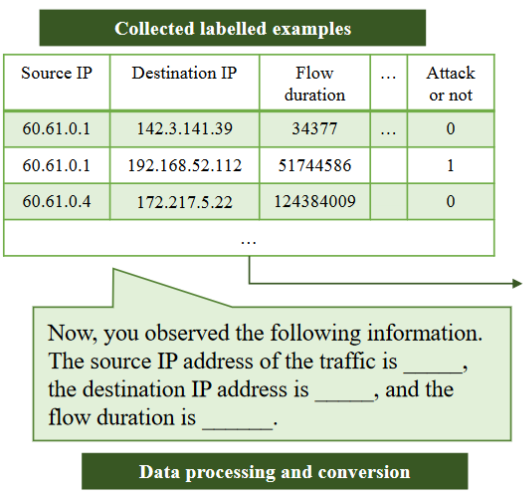 Collected labelled examples
Source IP Destination IP Flow duration … Attack or not
60.61.0.1 142.3.141.39 34377 … 0
60.61.0.1 192.168.52.112 51744586 1
60.61.0.4 172.217.5.22 124384009 0
…
Now, you observed the following information.
The source IP address of the traffic is _____,
the destination IP address is _____, and the
flow duration is ______.
Data processing and conversion